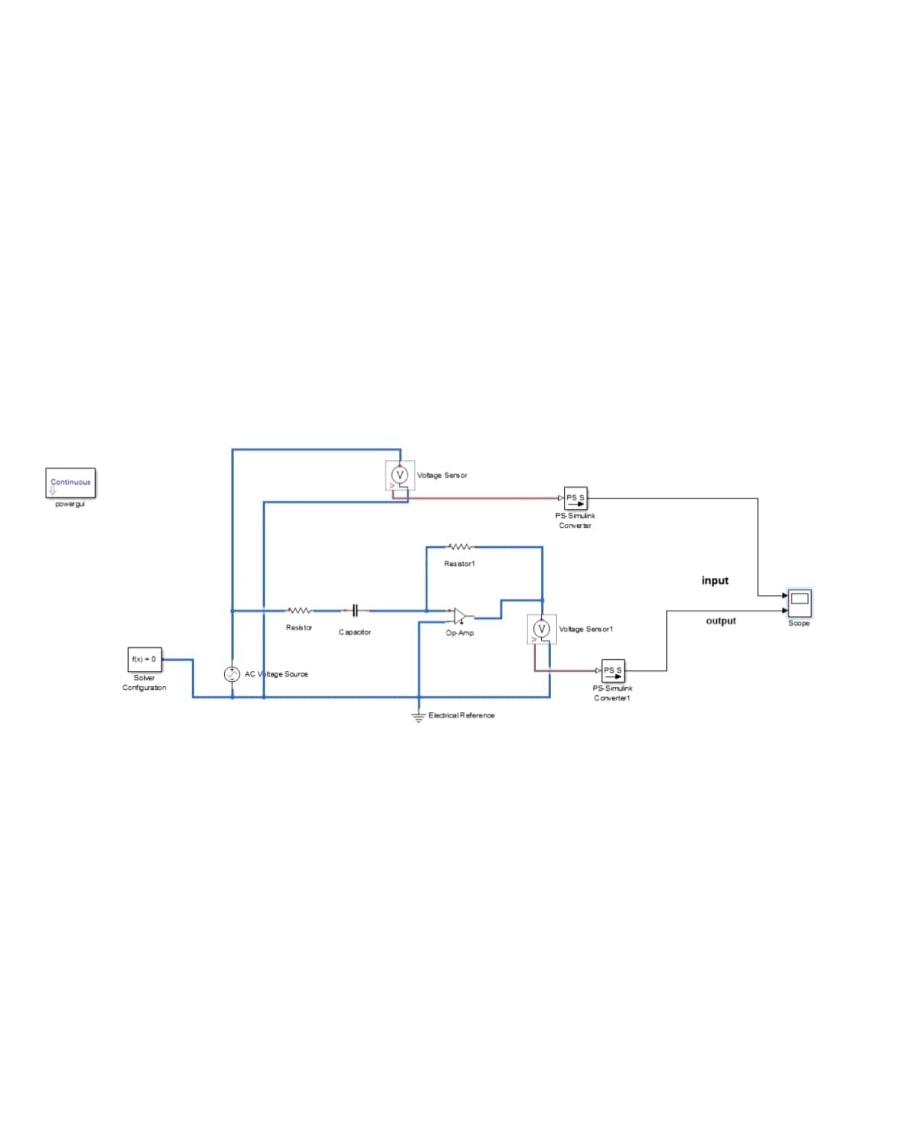 Voltage Sensor
Continuous
powergui
PS S
PS-Simulink
Converter
Resistor1
input
output
Scope
Resistor
Capacitor
Op-Amp
Voltage Sensor1
f(x) = 0
Solver
Configuration
AC Voltage Source
PS S
PS-Simulink
Converter1
Electrical Reference
V
V